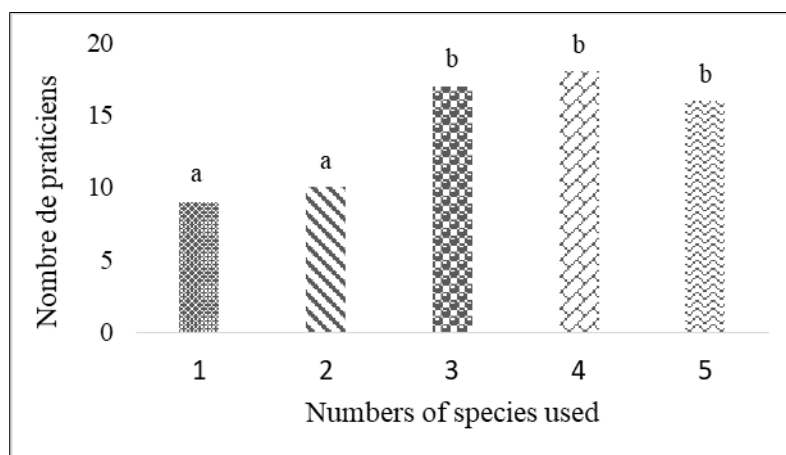 Nombre de praticiens
20
15
10
5
0
a
a
b
b
b
1 2 3 4 5
Numbers of species used